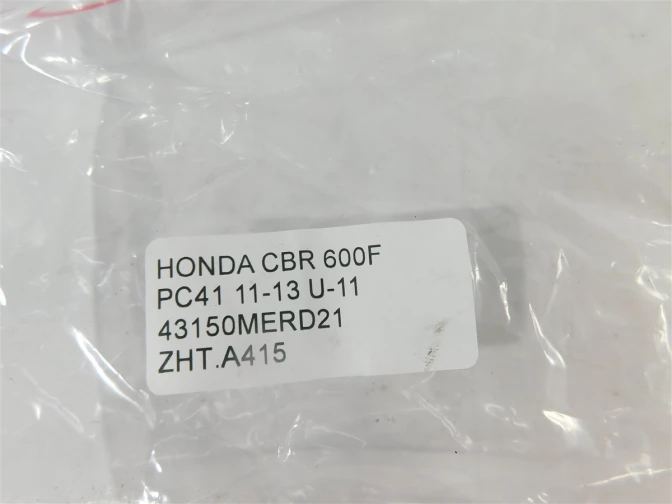 HONDA CBR 600F
PC41 11-13 U-11
43150MERD21
ZHT.A415